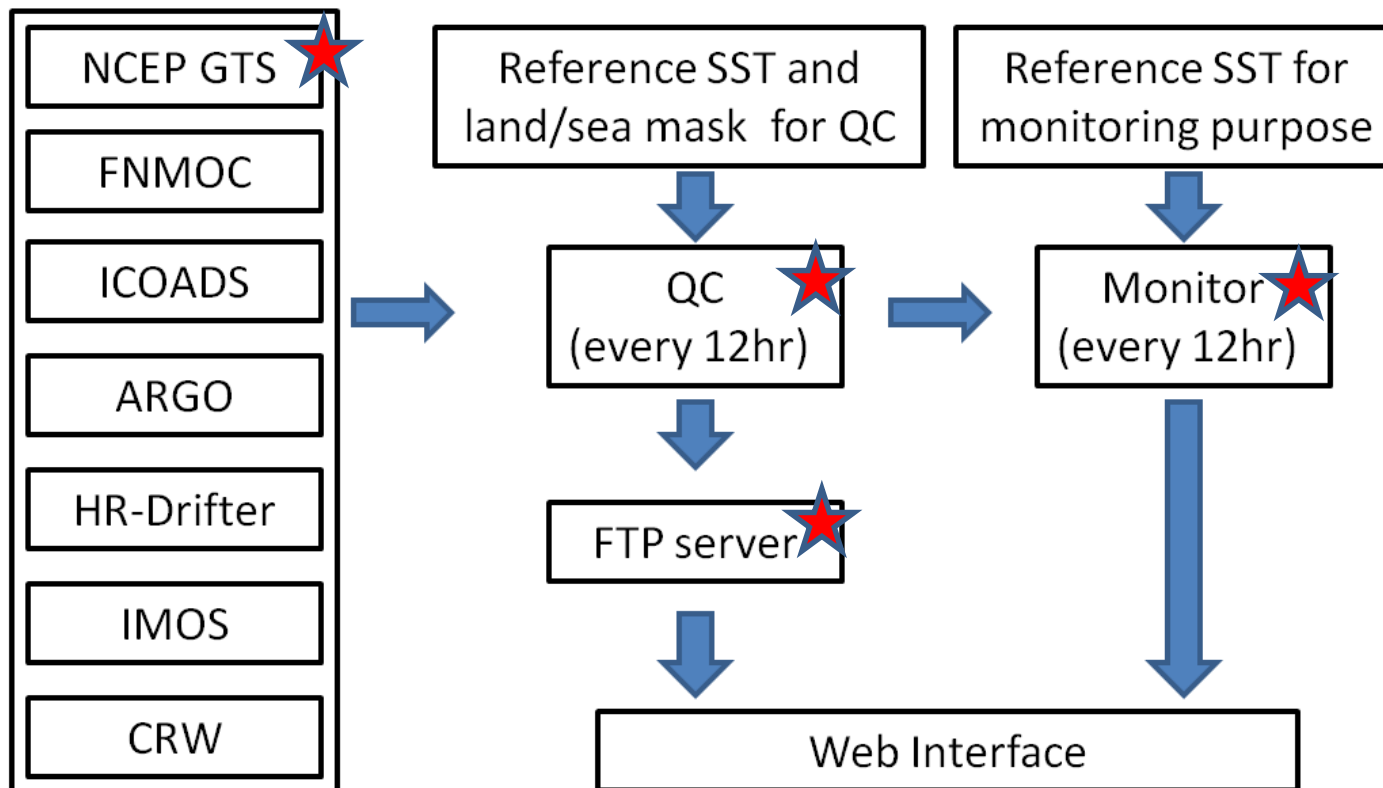 NCEP GTS
FNMOC
ICOADS
ARGO
HR-Drifter
IMOS
CRW
Reference SST and
land/sea mask for QC
QC
(every 12hr)
FTP server
Reference SST for
monitoring purpose
Monitor
(every 12hr)
Web Interface